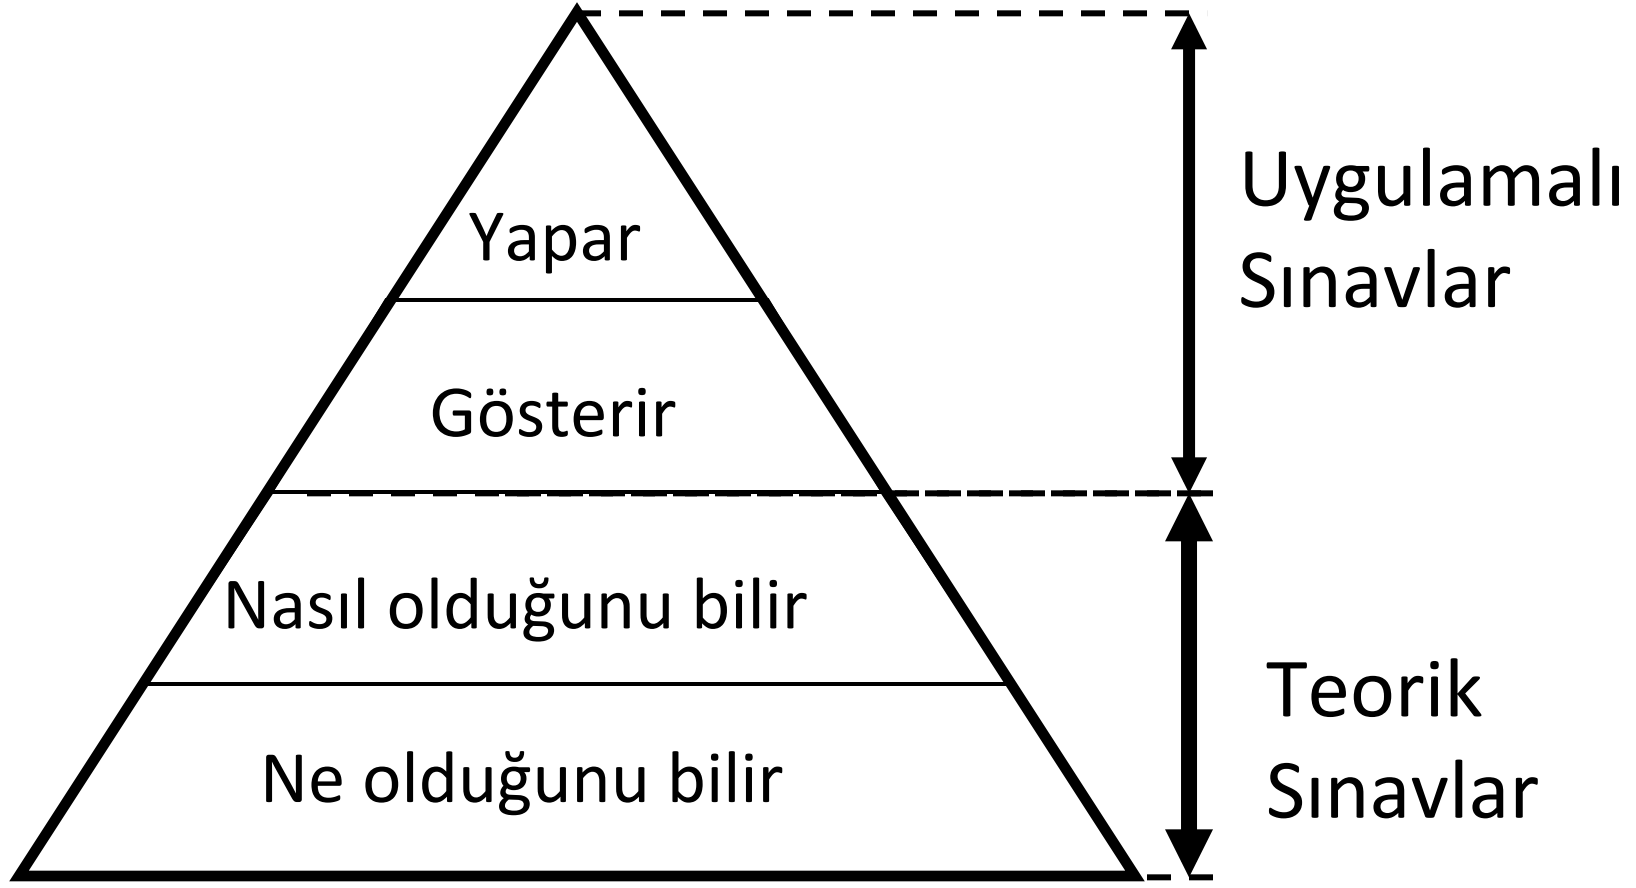 Yapar
Gösterir
Nasıl olduğunu bilir
Ne olduğunu bilir
Uygulamalı
Sınavlar
Teorik
Sınavlar